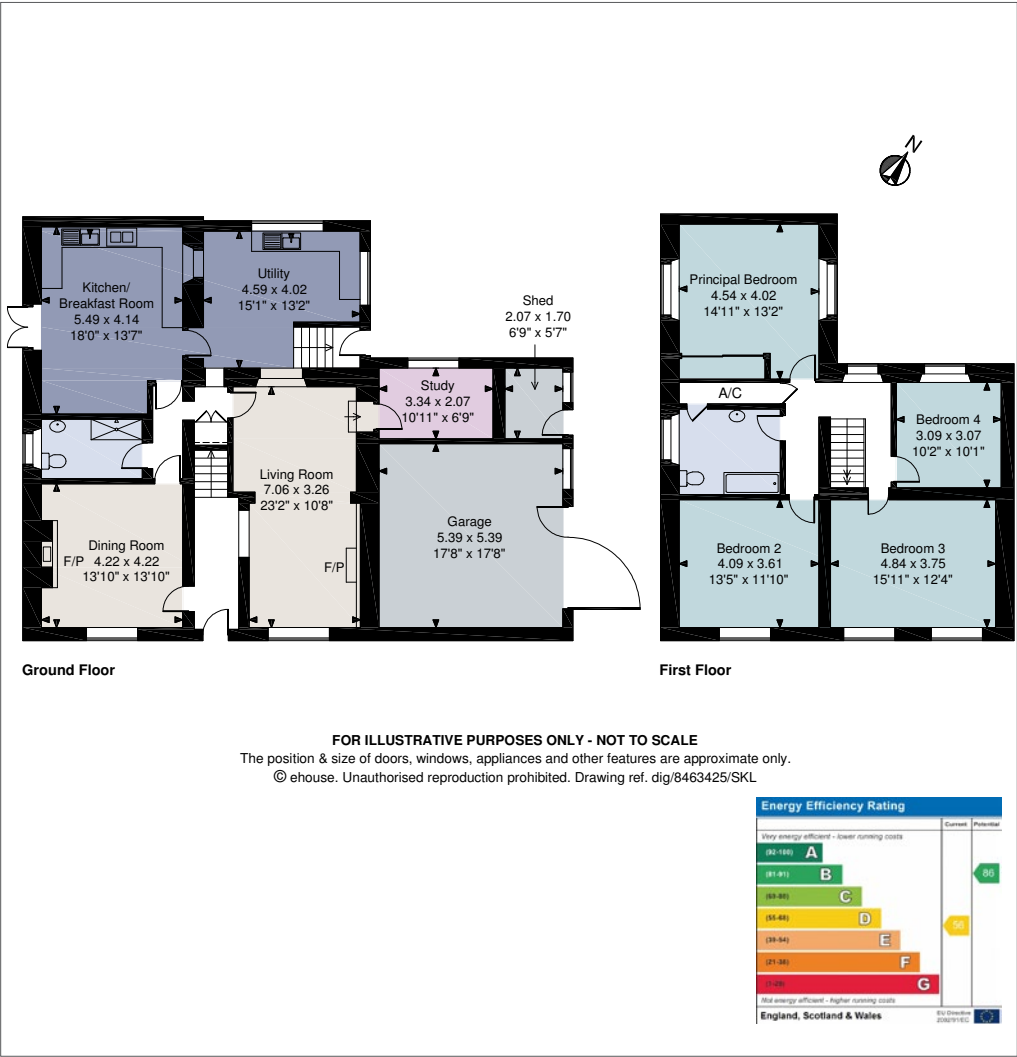 N
Kitchen/
Breakfast Room
5.49 x 4.14
18'0" x 13'7"
Utility
4.59 x 4.02
15'1" x 13'2"
Shed
2.07 x 1.70
6'9" x 5'7"
Study
3.34 x 2.07
10'11" x 6'9"
Living Room
7.06 x 3.26
23'2" x 10'8"
F/P
Dining Room
4.22 x 4.22
13'10" x 13'10"
F/P
Garage
5.39 x 5.39
17'8" x 17'8"
Ground Floor
Principal Bedroom
4.54 x 4.02
14'11" x 13'2"
A/C
Bedroom 4
3.09 x 3.07
10'2" x 10'1"
Bedroom 2
4.09 x 3.61
13'5" x 11'10"
Bedroom 3
4.84 x 3.75
15'11" x 12'4"
First Floor
FOR ILLUSTRATIVE PURPOSES ONLY - NOT TO SCALE
The position & size of doors, windows, appliances and other features are approximate only.
© ehouse. Unauthorised reproduction prohibited. Drawing ref. dig/8463425/SKL
Energy Efficiency Rating
Current Potential
Very energy efficient - lower running costs
(92-100) A
(81-91) B
86
(69-80) C
(55-68) D
56
(39-54) E
(21-38) F
(1-20) G
Not energy efficient - higher running costs
England, Scotland & Wales
EU Directive
2002/91/EC